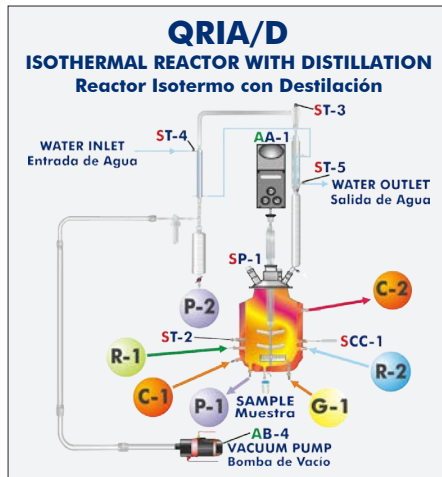 QRIA/D
ISOTHERMAL REACTOR WITH DISTILLATION
Reactor Isotermo con Destilación
ST-3
ST-4
AA-1
WATER INLET
Entrada de Agua
ST-5
WATER OUTLET
Salida de Agua
SP-1
C-2
P-2
ST-2
SCC-1
R-1
R-2
C-1
P-1
SAMPLE
Muestra
G-1
AB-4
VACUUM PUMP
Bomba de Vacío